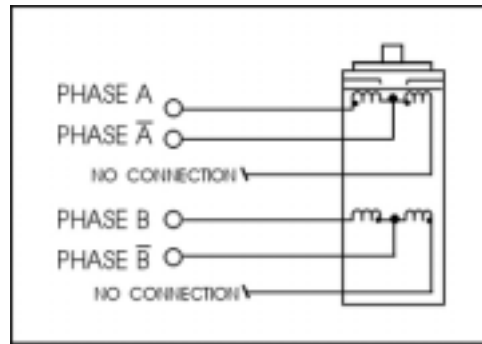 PHASE A
PHASE A̅
NO CONNECTION
PHASE B
PHASE B̅
NO CONNECTION